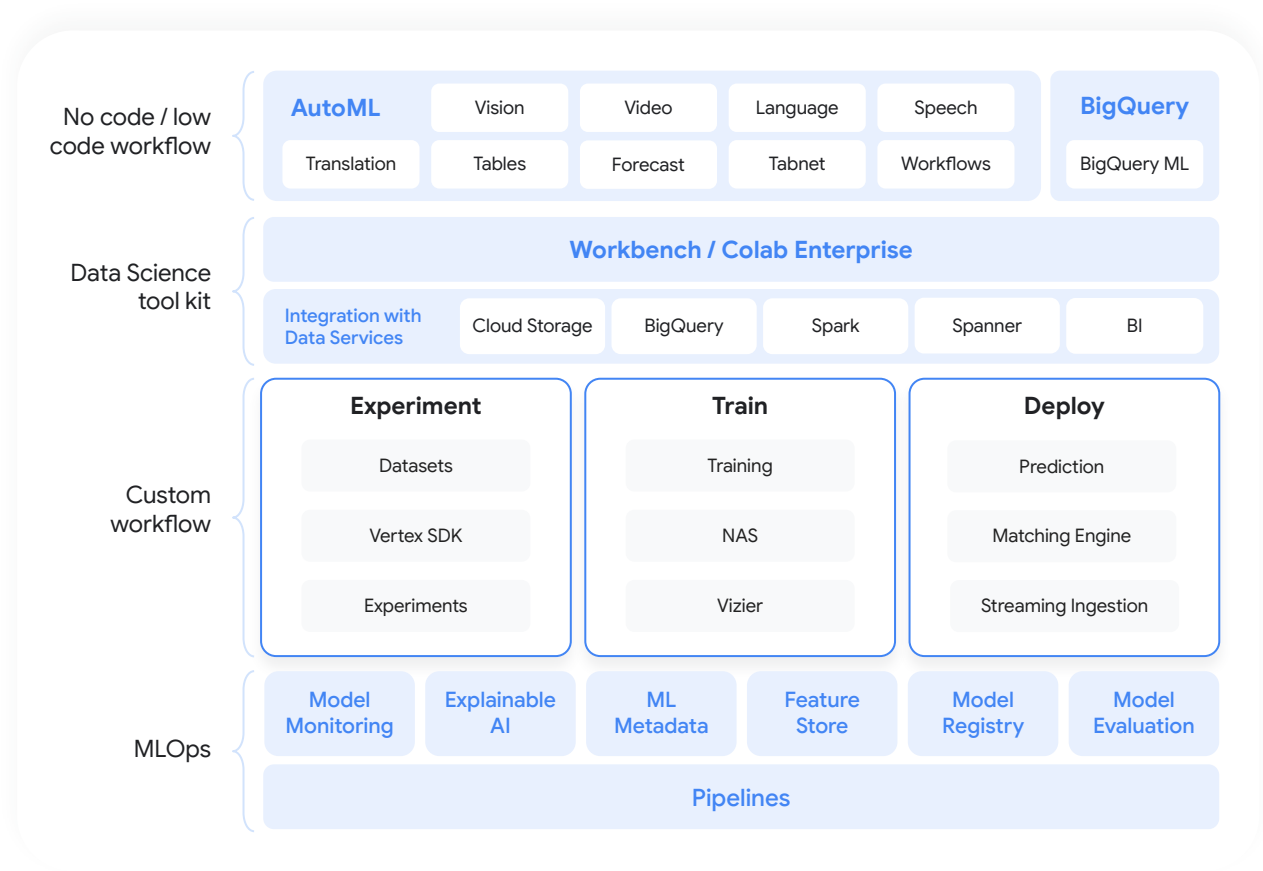 No code / low
code workflow
AutoML
Vision
Video
Language
Speech
Translation
Tables
Forecast
Tabnet
Workflows
BigQuery
BigQuery ML
Data Science
tool kit
Workbench / Colab Enterprise
Integration with
Data Services
Cloud Storage
BigQuery
Spark
Spanner
BI
Custom
workflow
Experiment
Datasets
Vertex SDK
Experiments
Train
Training
NAS
Vizier
Deploy
Prediction
Matching Engine
Streaming Ingestion
MLOps
Model
Monitoring
Explainable
AI
ML
Metadata
Feature
Store
Model
Registry
Model
Evaluation
Pipelines